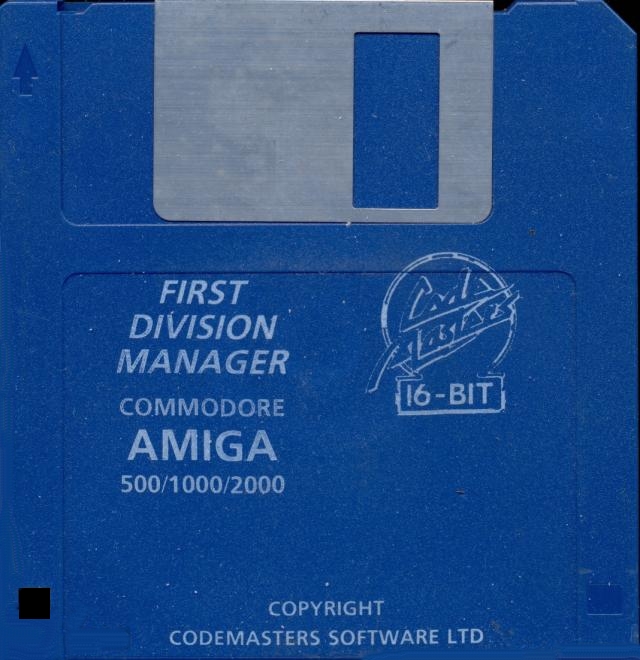 FIRST
DIVISION
MANAGER
COMMODORE
AMIGA
500/1000/2000
Code
Masters
16-BIT
COPYRIGHT
CODEMASTERS SOFTWARE LTD